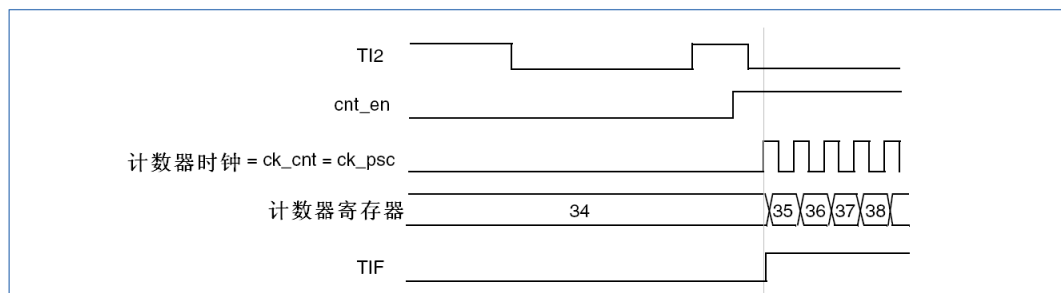 TI2
cnt_en
计数器时钟 = ck_cnt = ck_psc
计数器寄存器 34 35 36 37 38
TIF